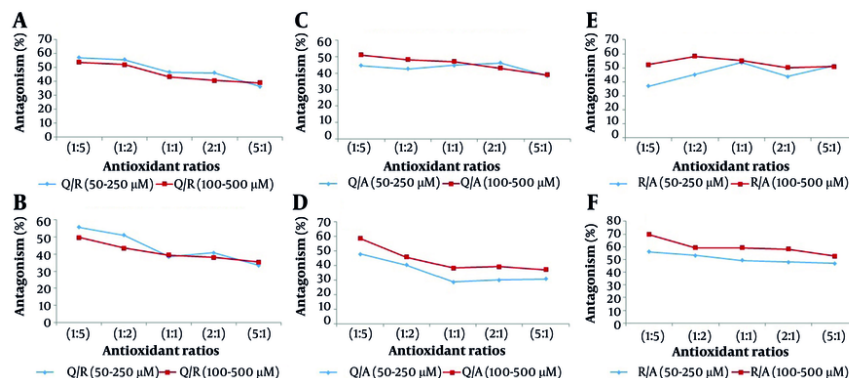 A
Antagonism (%)
70
60
50
40
30
20
10
0
(1:5) (1:2) (1:1) (2:1) (5:1)
Antioxidant ratios
Q/R (50-250 µM) Q/R (100-500 µM)
C
Antagonism (%)
60
50
40
30
20
10
0
(1:5) (1:2) (1:1) (2:1) (5:1)
Antioxidant ratios
Q/A (50-250 µM) Q/A (100-500 µM)
E
Antagonism (%)
70
60
50
40
30
20
10
0
(1:5) (1:2) (1:1) (2:1) (5:1)
Antioxidant ratios
R/A (50-250 µM) R/A (100-500 µM)
B
Antagonism (%)
60
50
40
30
20
10
0
(1:5) (1:2) (1:1) (2:1) (5:1)
Antioxidant ratios
Q/R (50-250 µM) Q/R (100-500 µM)
D
Antagonism (%)
70
60
50
40
30
20
10
0
(1:5) (1:2) (1:1) (2:1) (5:1)
Antioxidant ratios
Q/A (50-250 µM) Q/A (100-500 µM)
F
Antagonism (%)
80
70
60
50
40
30
20
10
0
(1:5) (1:2) (1:1) (2:1) (5:1)
Antioxidant ratios
R/A (50-250 µM) R/A (100-500 µM)